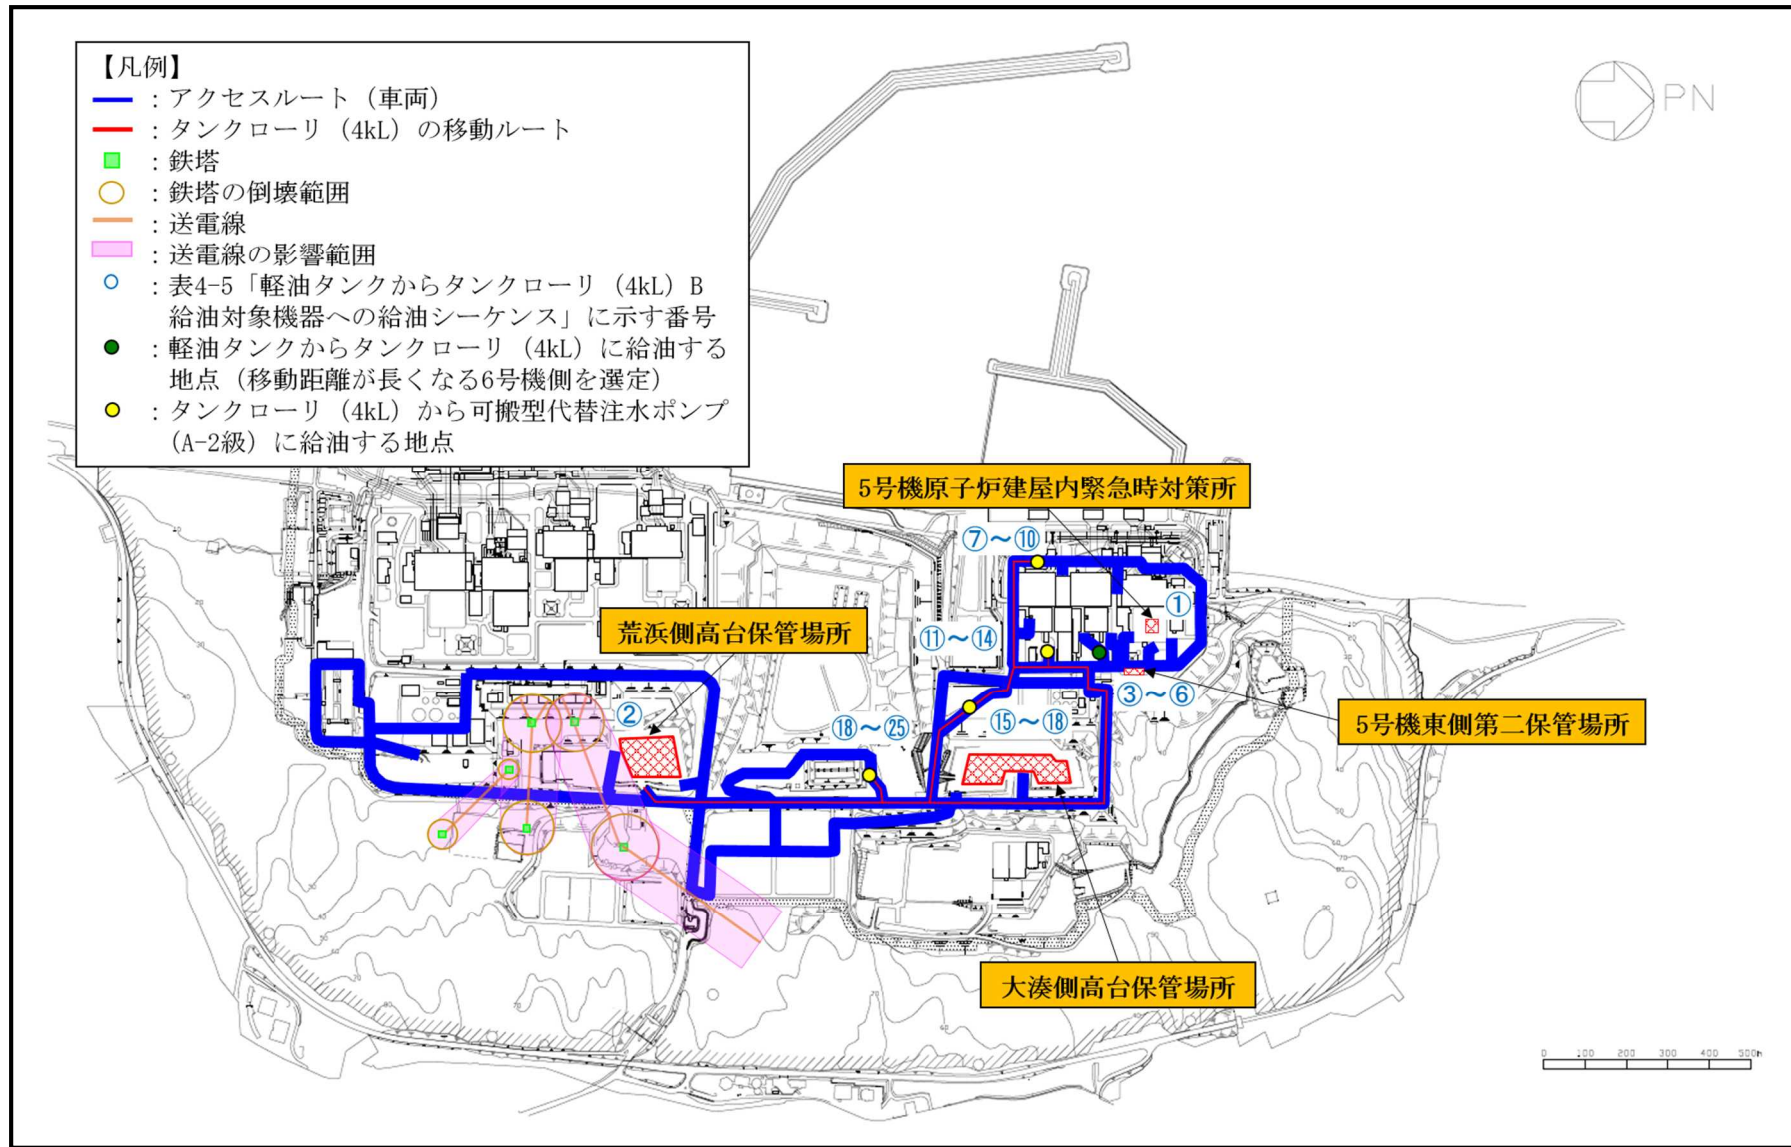 【凡例】
：アクセスルート（車両）
：タンクローリ（4kL）の移動ルート
：鉄塔
：鉄塔の倒壊範囲
：送電線
：送電線の影響範囲
：表4-5「軽油タンクからタンクローリ（4kL）B
給油対象機器への給油シーケンス」に示す番号
：軽油タンクからタンクローリ（4kL）に給油する
地点（移動距離が長くなる6号機側を選定）
：タンクローリ（4kL）から可搬型代替注水ポンプ
（A-2級）に給油する地点
PN
5号機原子炉建屋内緊急時対策所
⑦～⑩
①
荒浜側高台保管場所
⑪～⑭
③～⑥
②
⑱～㉕
⑮～⑱
5号機東側第二保管場所
大湊側高台保管場所
0 100 200 300 400 500m